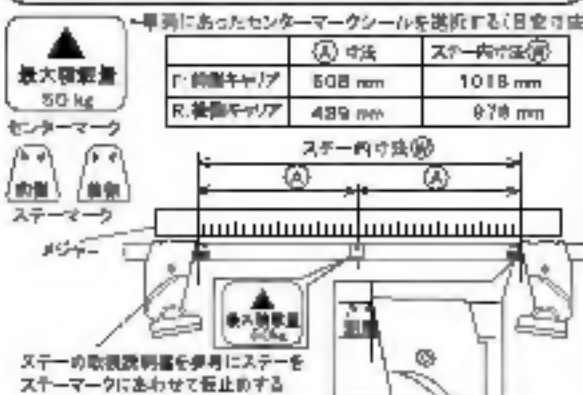 車両にあったセンターマークシールを選択する(目安寸法
最大積載量
50 kg
センターマーク
Ⓐ 寸法 ステー内寸法Ⓦ
F:前側キャリア 508 mm 1016 mm
R:後側キャリア 489 mm 978 mm
前側 後側
ステーマーク
ステー内寸法Ⓦ
Ⓐ Ⓐ
メジャー
最大積載量
ステーの取扱説明書を参考にステーを
ステーマークにあわせて仮止めする